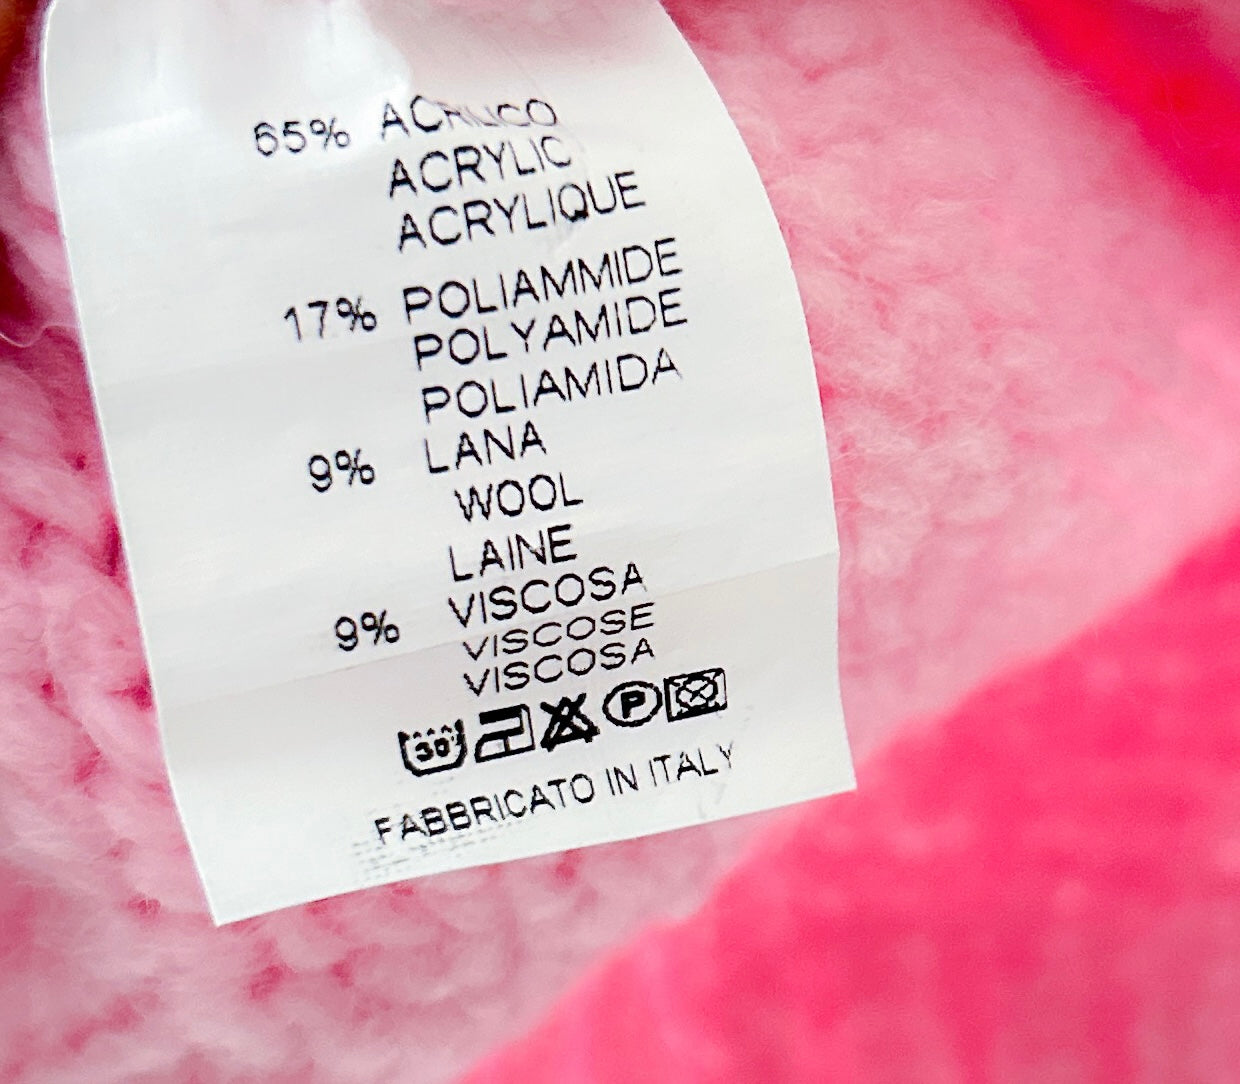 65% ACRILICO
ACRYLIC
ACRYLIQUE
17% POLIAMMIDE
POLYAMIDE
POLIAMIDA
9% LANA
WOOL
LAINE
9% VISCOSA
VISCOSE
VISCOSA
30° P
FABBRICATO IN ITALY